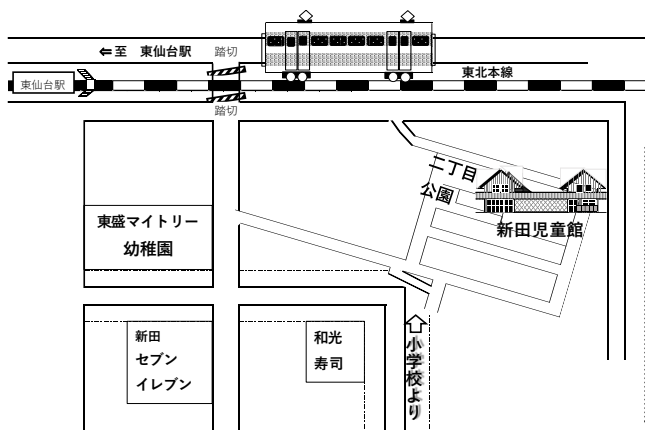 ⇐至 東仙台駅
踏切
東北本線
東仙台駅
踏切
二丁目
公園
新田児童館
東盛マイトリー
幼稚園
新田
セブン
イレブン
和光
寿司
小学校より